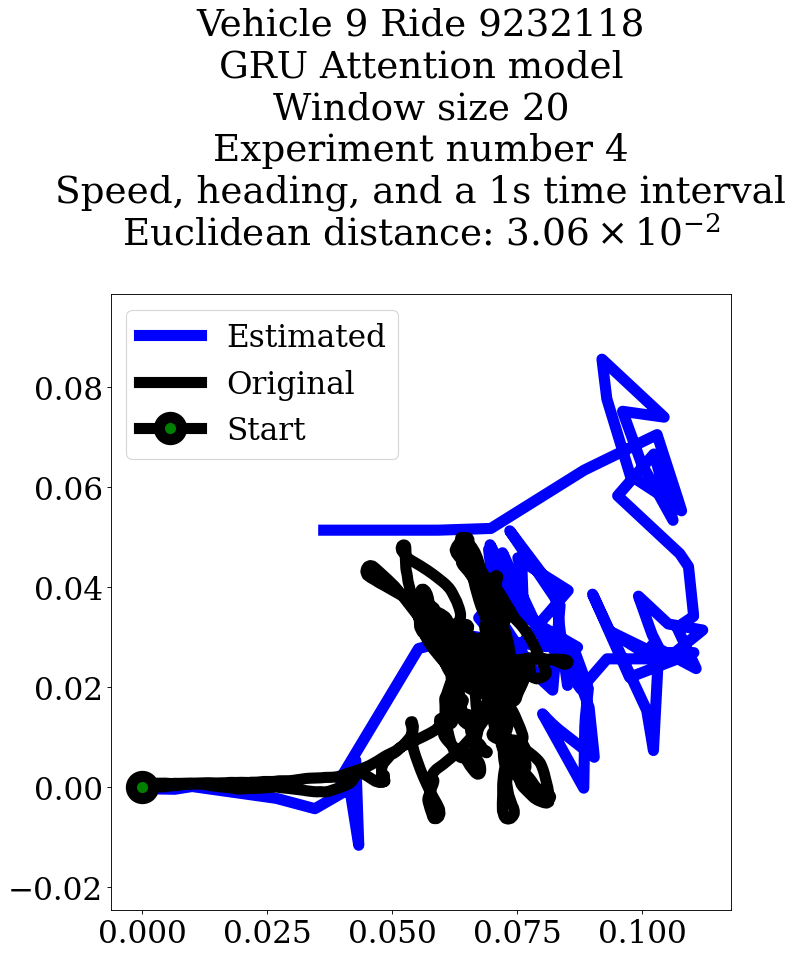 Vehicle 9 Ride 9232118
GRU Attention model
Window size 20
Experiment number 4
Speed, heading, and a 1s time interval
Euclidean distance: 3.06 × 10⁻²
Estimated
Original
Start
0.08
0.06
0.04
0.02
0.00
−0.02
0.000 0.025 0.050 0.075 0.100